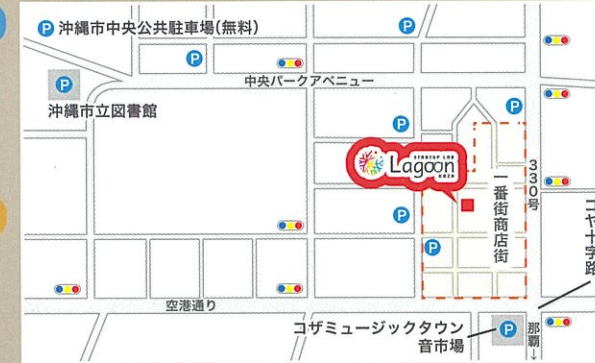 P 沖縄市中央公共駐車場(無料)
P
P
中央パークアベニュー
P
沖縄市立図書館
P
P
STARTUP LAB
Lagoon
KOZA
330号
一番街商店街
P
P
コヤ十字路
空港通り
コザミュージックタウン
音市場
P
那覇↓